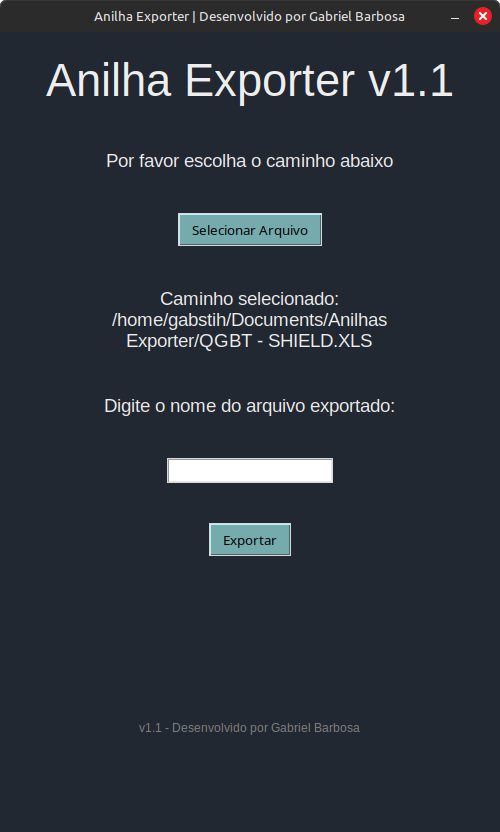 Anilha Exporter | Desenvolvido por Gabriel Barbosa
Anilha Exporter v1.1
Por favor escolha o caminho abaixo
Selecionar Arquivo
Caminho selecionado:
/home/gabstih/Documents/Anilhas
Exporter/QGBT - SHIELD.XLS
Digite o nome do arquivo exportado:
Exportar
v1.1 - Desenvolvido por Gabriel Barbosa